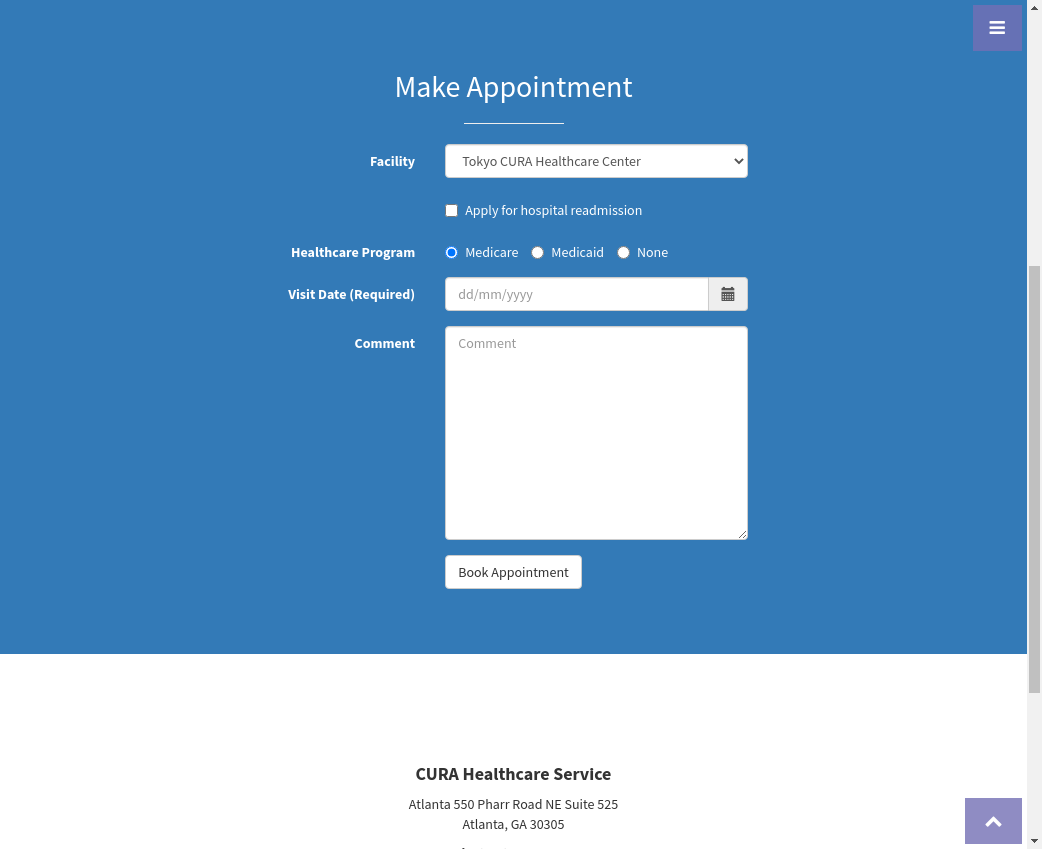 Make Appointment
Facility
Tokyo CURA Healthcare Center
Apply for hospital readmission
Healthcare Program
Medicare Medicaid None
Visit Date (Required)
dd/mm/yyyy
Comment
Comment
Book Appointment
CURA Healthcare Service
Atlanta 550 Pharr Road NE Suite 525
Atlanta, GA 30305